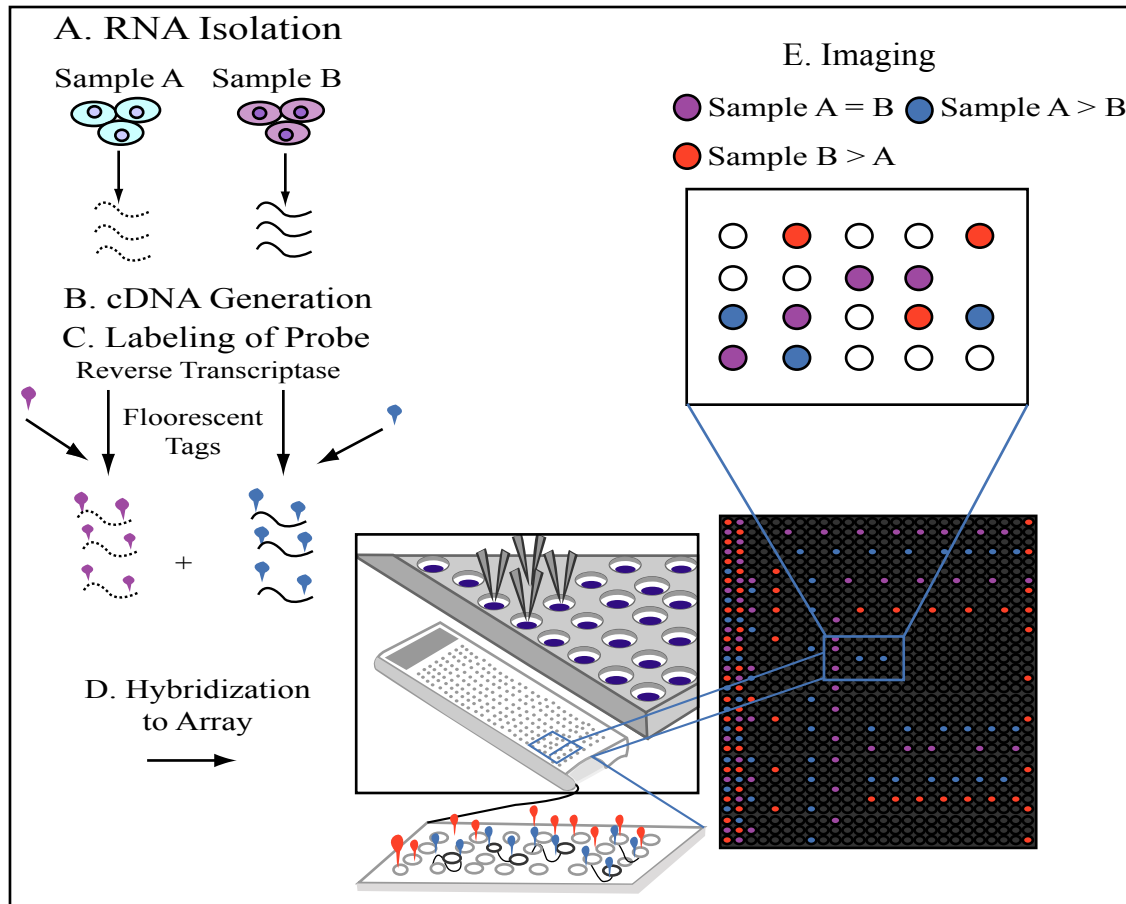 A. RNA Isolation
Sample A Sample B
B. cDNA Generation
C. Labeling of Probe
Reverse Transcriptase
Floorescent
Tags
+
D. Hybridization
to Array
E. Imaging
Sample A = B Sample A > B
Sample B > A